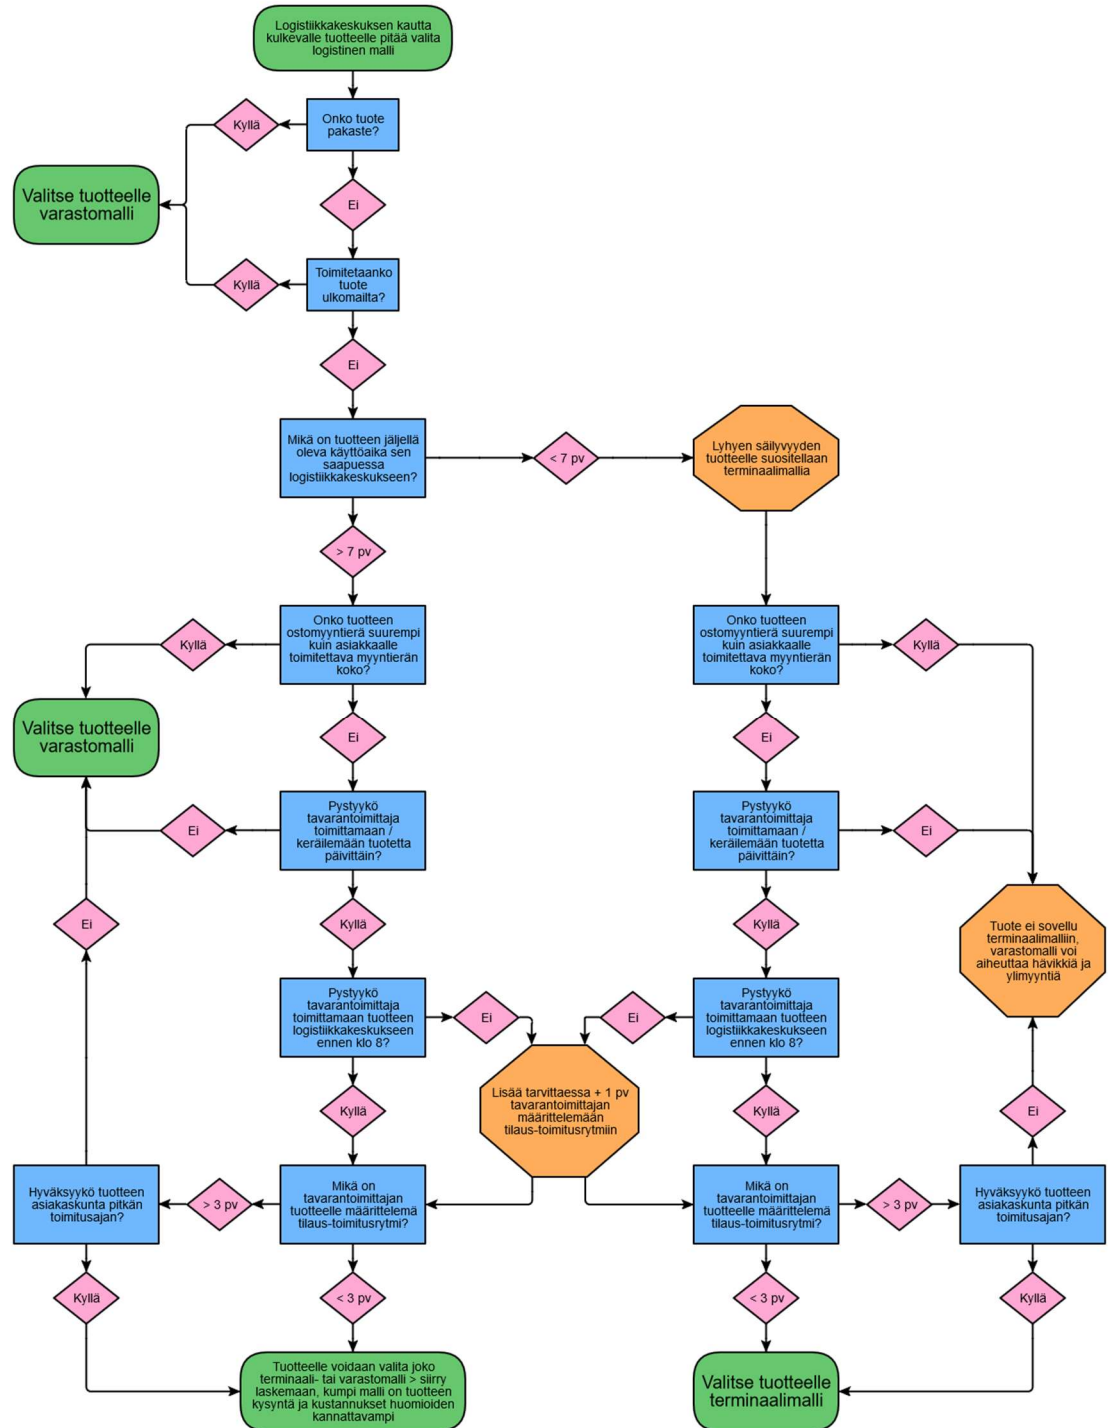 Logistiikkakeskuksen kautta
kulkevalle tuotteelle pitää valita
logistinen malli
Kyllä
Onko tuote
pakaste?
Valitse tuotteelle
varastomalli
Ei
Kyllä
Toimitetaanko
tuote
ulkomailta?
Ei
Mikä on tuotteen jäljellä
oleva käyttöaika sen
saapuessa
logistiikkakeskukseen?
< 7 pv
Lyhyen säilyvyyden
tuotteelle suositellaan
terminaalimallia
> 7 pv
Kyllä
Onko tuotteen
ostomyyntierä suurempi
kuin asiakkaalle
toimitettava myyntierän
koko?
Onko tuotteen
ostomyyntierä suurempi
kuin asiakkaalle
toimitettava myyntierän
koko?
Kyllä
Valitse tuotteelle
varastomalli
Ei
Ei
Ei
Pystyykö
tavarantoimittaja
toimittamaan /
keräilemään tuotetta
päivittäin?
Pystyykö
tavarantoimittaja
toimittamaan /
keräilemään tuotetta
päivittäin?
Ei
Ei
Kyllä
Kyllä
Tuote ei sovellu
terminaalimalliin,
varastomalli voi
aiheuttaa hävikkiä ja
ylimyyntiä
Pystyykö
tavarantoimittaja
toimittamaan tuotteen
logistiikkakeskukseen
ennen klo 8?
Ei
Ei
Pystyykö
tavarantoimittaja
toimittamaan tuotteen
logistiikkakeskukseen
ennen klo 8?
Kyllä
Lisää tarvittaessa + 1 pv
tavarantoimittajan
määrittelemään
tilaus-toimitusrytmiin
Kyllä
Ei
Hyväksyykö tuotteen
asiakaskunta pitkän
toimitusajan?
> 3 pv
Mikä on
tavarantoimittajan
tuotteelle määrittelemä
tilaus-toimitusrytmi?
Mikä on
tavarantoimittajan
tuotteelle määrittelemä
tilaus-toimitusrytmi?
> 3 pv
Hyväksyykö tuotteen
asiakaskunta pitkän
toimitusajan?
Kyllä
< 3 pv
< 3 pv
Kyllä
Tuotteelle voidaan valita joko
terminaali- tai varastomalli > siirry
laskemaan, kumpi malli on tuotteen
kysyntä ja kustannukset huomioiden
kannattavampi
Valitse tuotteelle
terminaalimalli